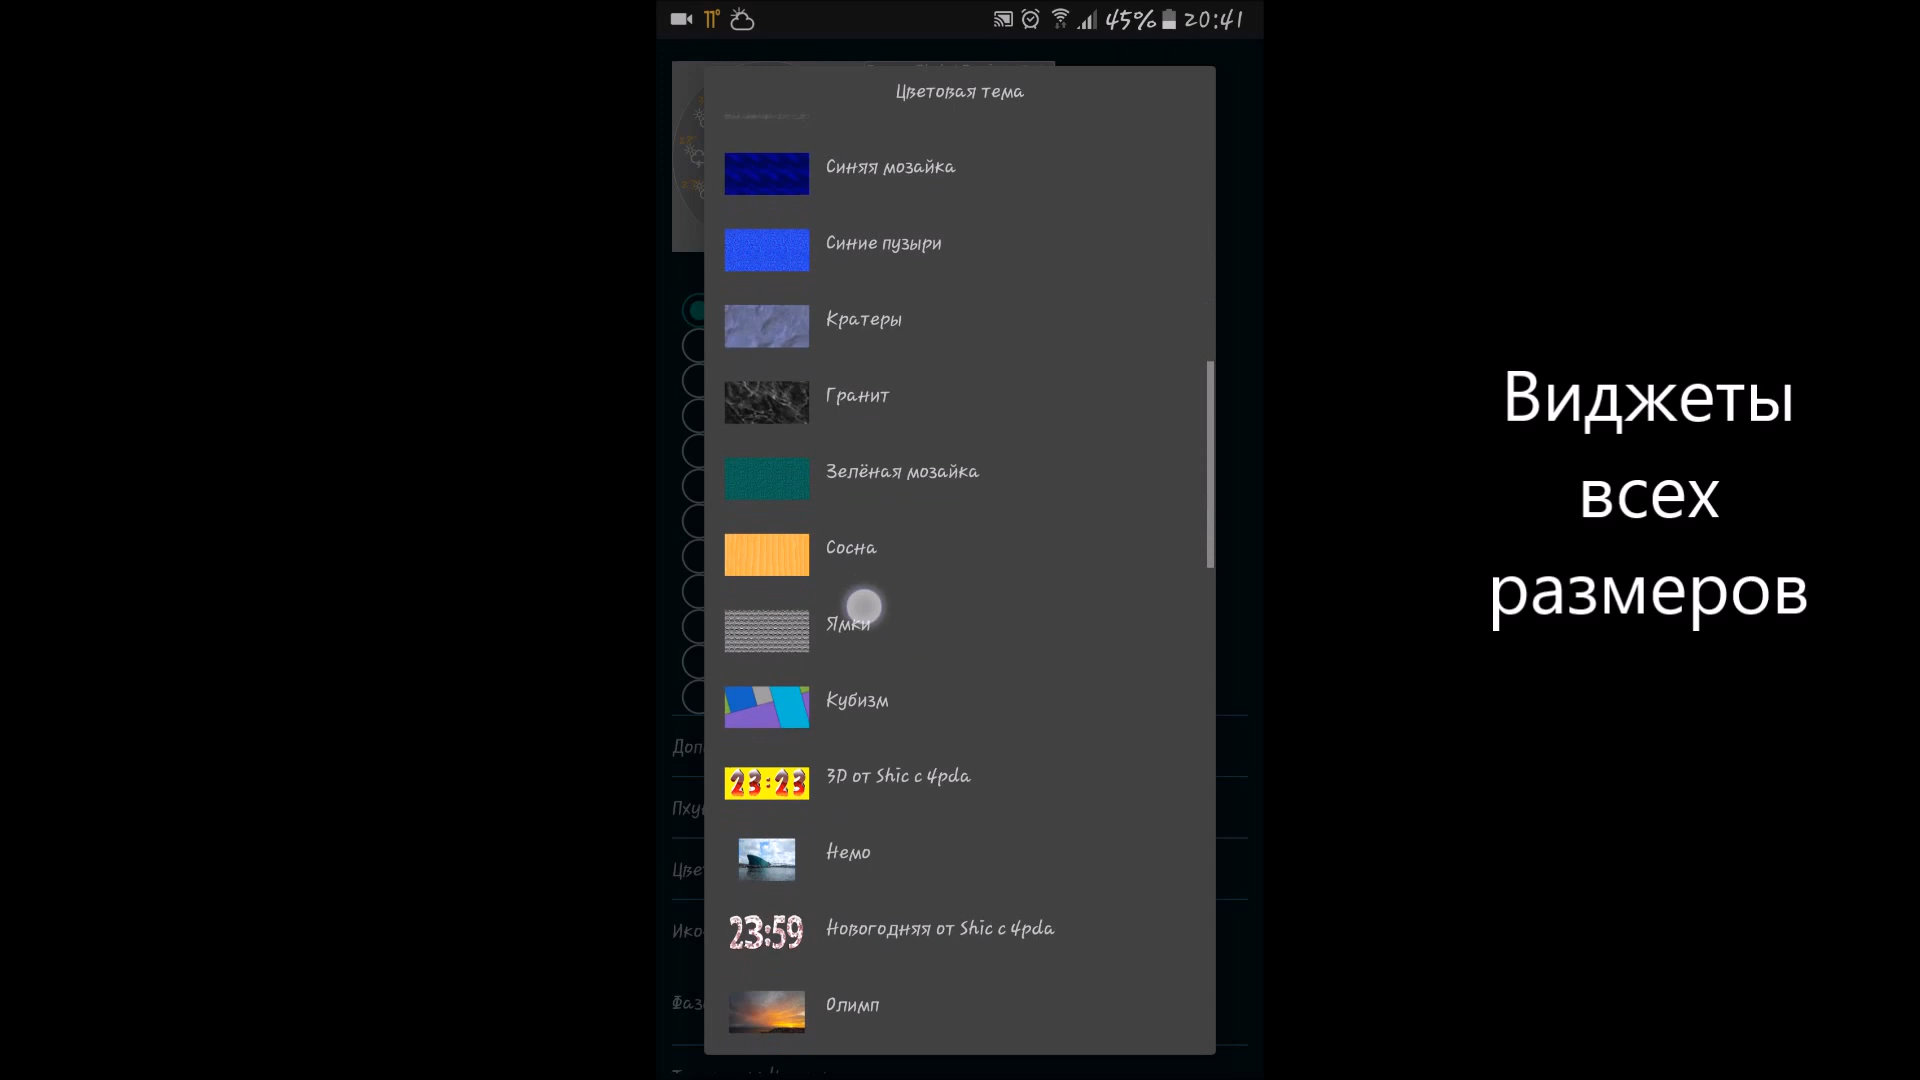 11° 45% 20:41
Цветовая тема
Синяя мозайка
Синие пузыри
Кратеры
Гранит
Зелёная мозайка
Сосна
Ямки
Кубизм
23:23 3D от Shic с 4pda
Немо
23:59 Новогодняя от Shic с 4pda
Олимп
Виджеты
всех
размеров